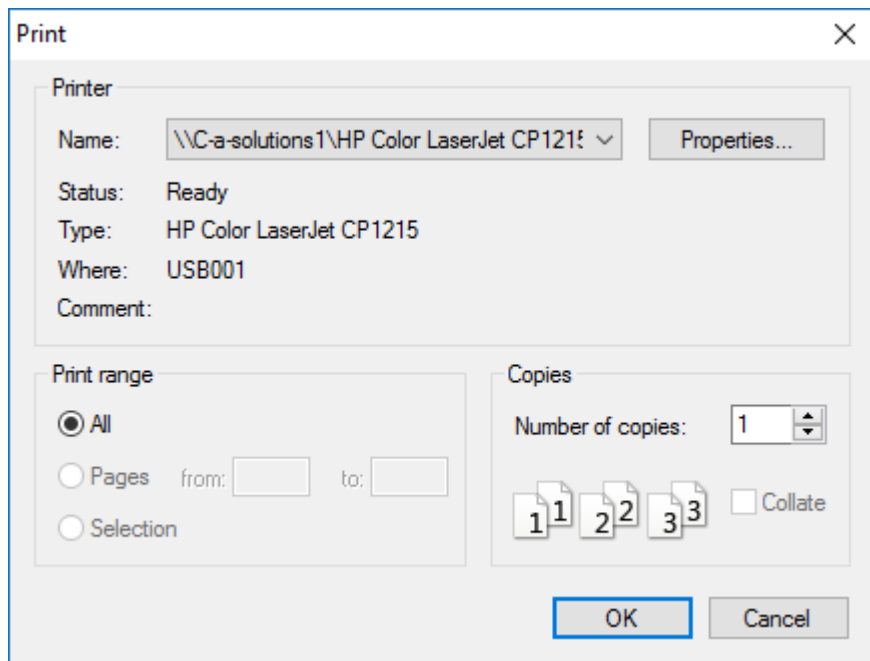 Print
Printer
Name: \\C-a-solutions1\HP Color LaserJet CP1215 Properties...
Status: Ready
Type: HP Color LaserJet CP1215
Where: USB001
Comment:
Print range
All
Pages from: to:
Selection
Copies
Number of copies: 1
1 1 2 2 3 3 Collate
OK Cancel